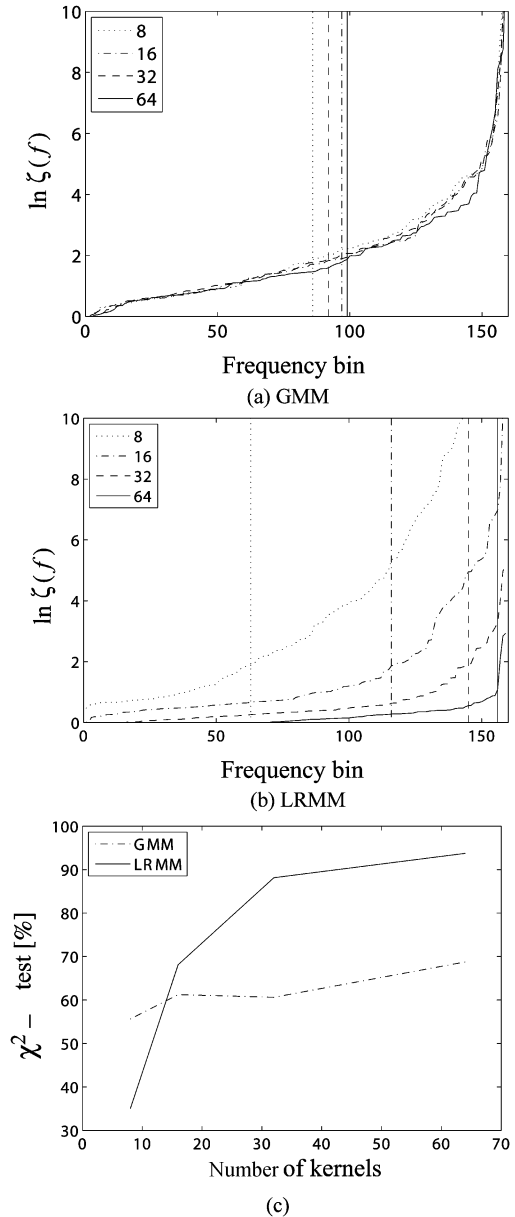 10
8
6
4
2
0
ln ζ(f)
8
16
32
64
0 50 100 150
Frequency bin
(a) GMM
10
8
6
4
2
0
ln ζ(f)
8
16
32
64
0 50 100 150
Frequency bin
(b) LRMM
100
90
80
70
60
50
40
30
χ² – test [%]
GMM
LRMM
0 10 20 30 40 50 60 70
Number of kernels
(c)